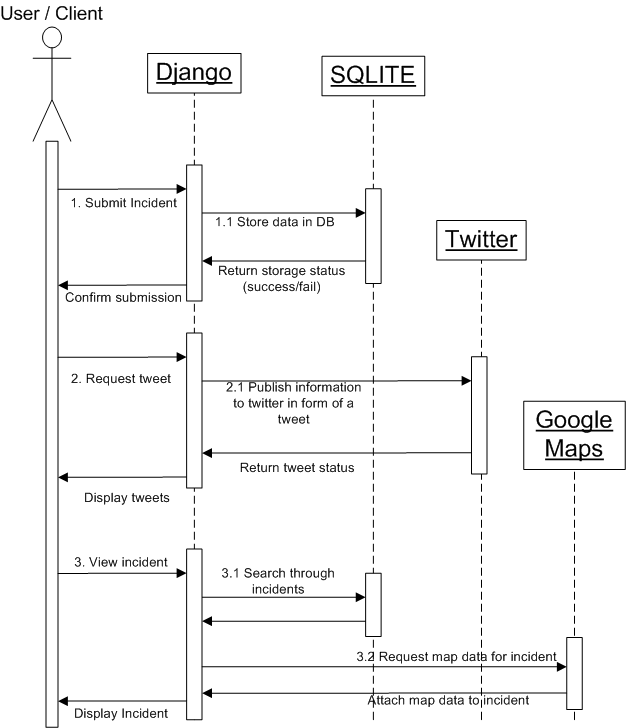 User / Client
Django
SQLITE
1. Submit Incident
1.1 Store data in DB
Twitter
Return storage status
(success/fail)
Confirm submission
2. Request tweet
2.1 Publish information
to twitter in form of a
tweet
Google
Maps
Return tweet status
Display tweets
3. View incident
3.1 Search through
incidents
3.2 Request map data for incident
Attach map data to incident
Display Incident